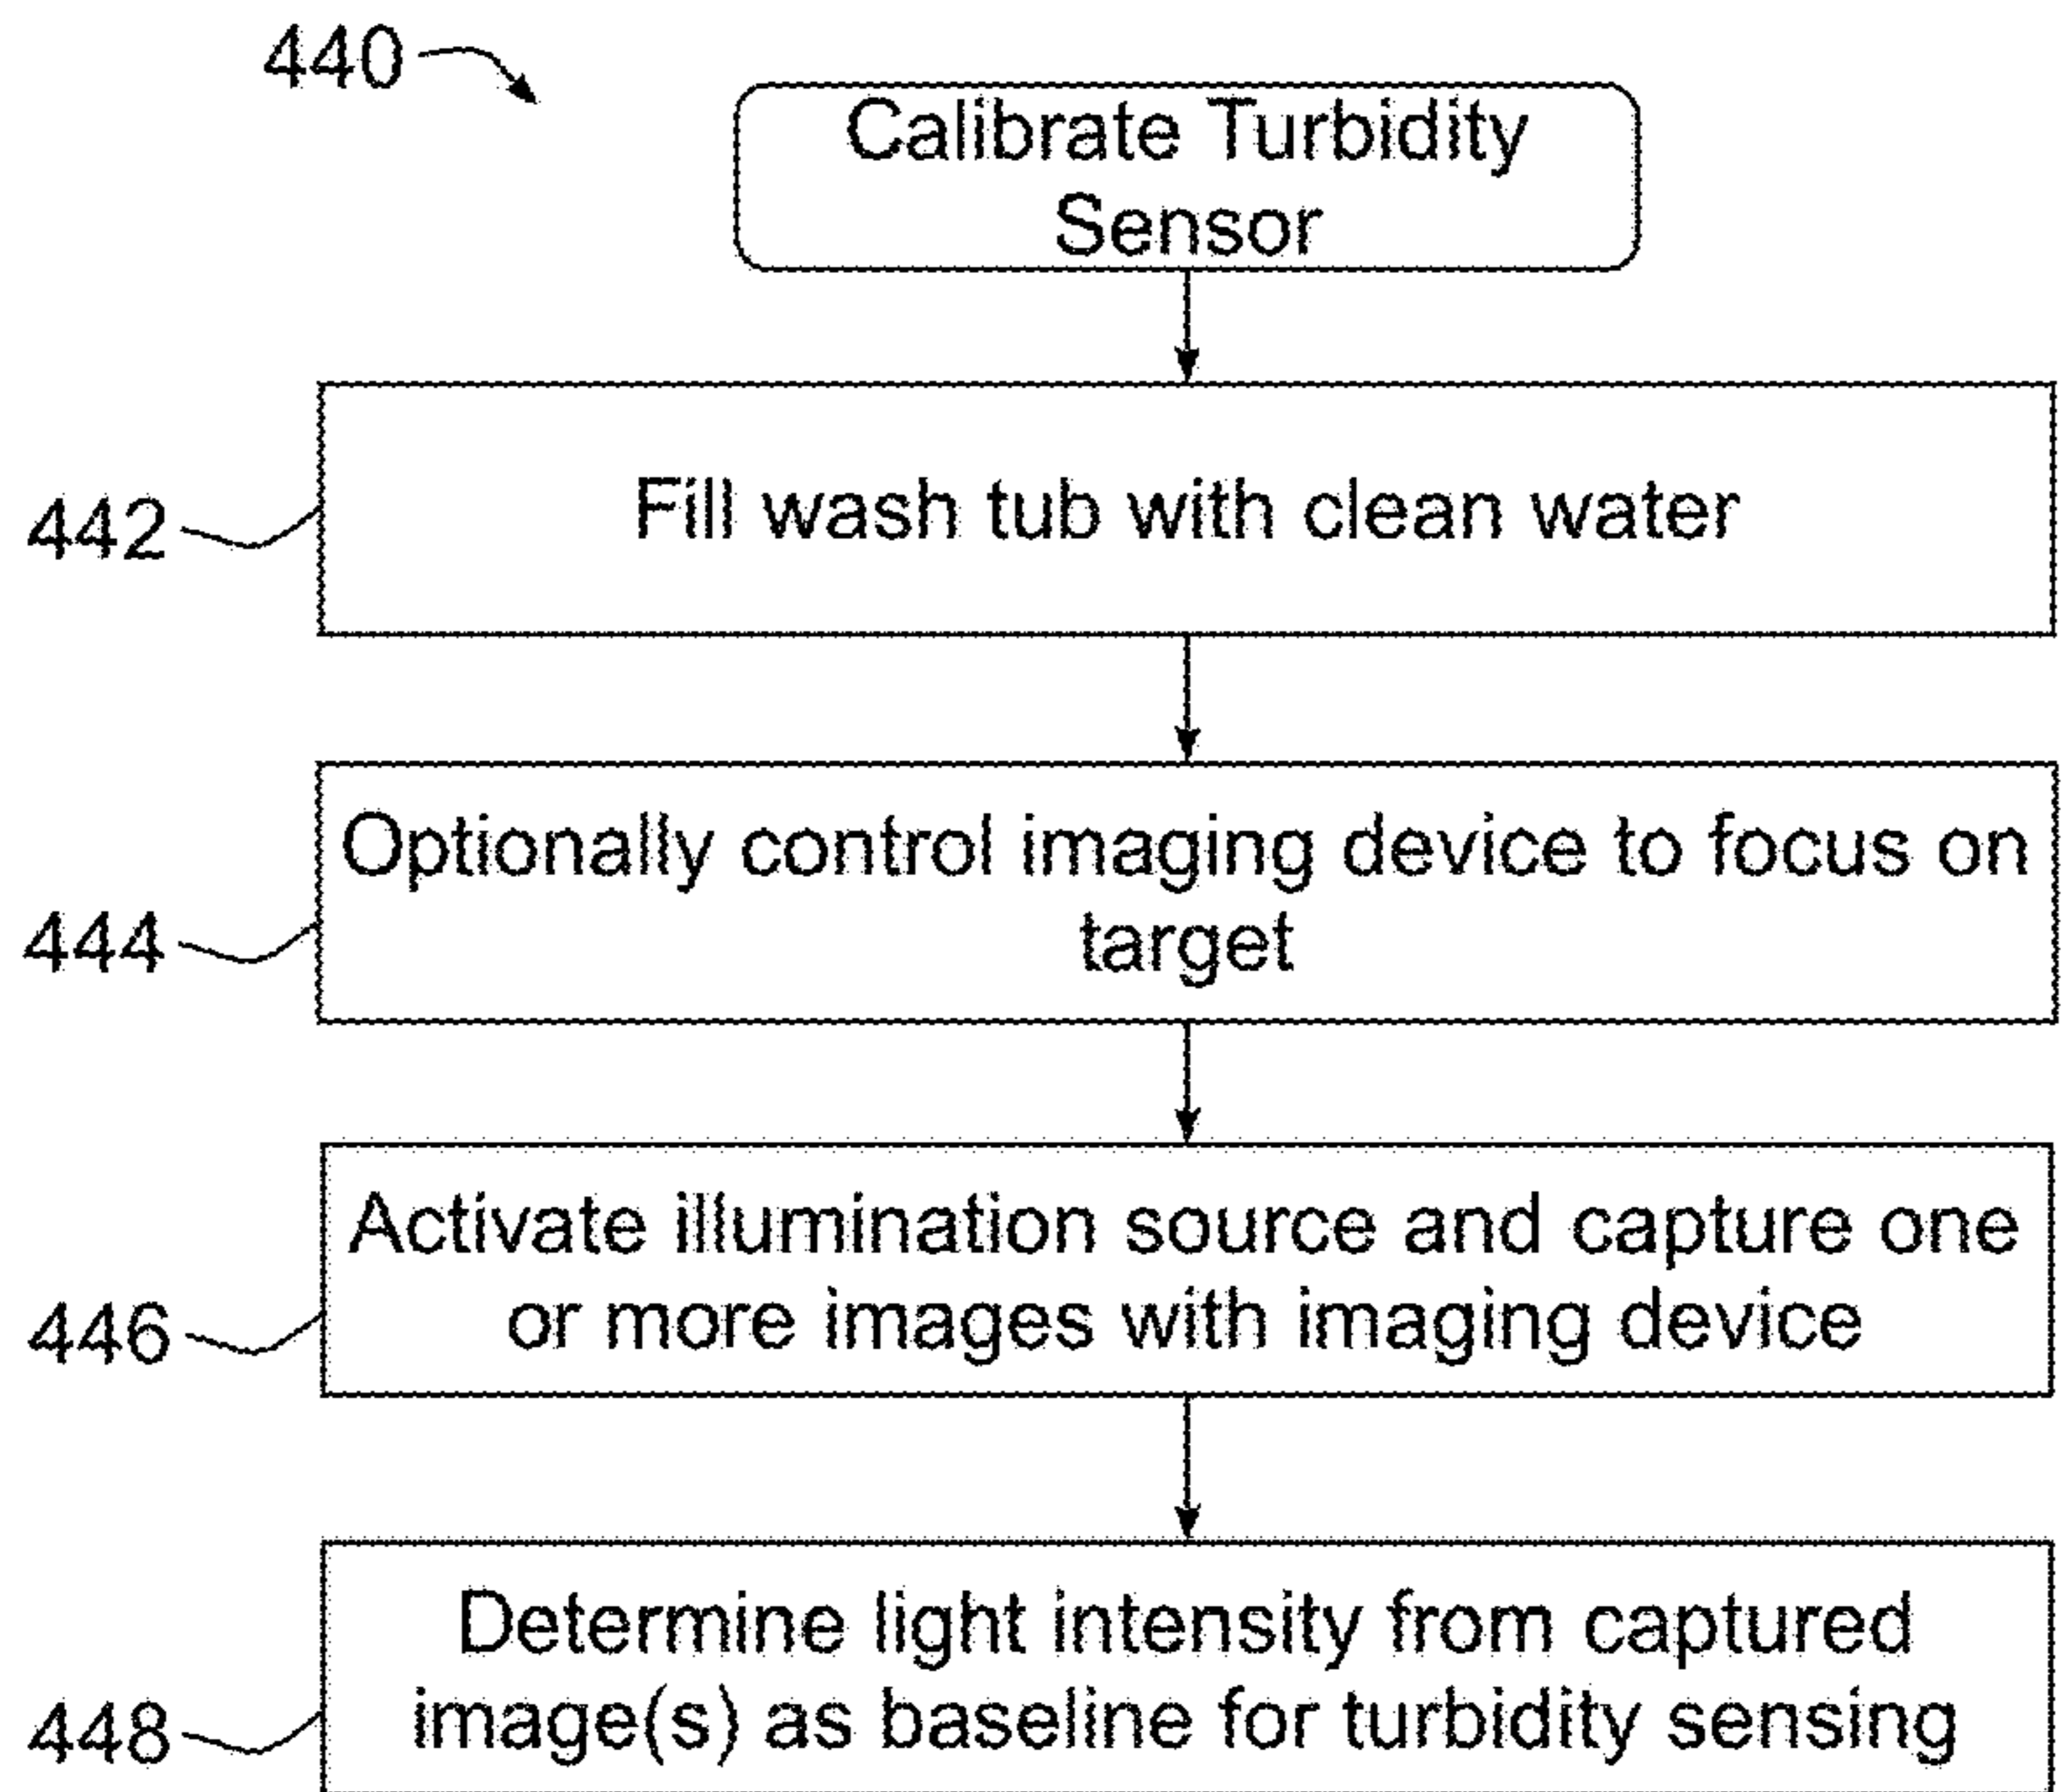 440
Calibrate Turbidity
Sensor
442
Fill wash tub with clean water
Optionally control imaging device to focus on
target
444
Activate illumination source and capture one
or more images with imaging device
446
Determine light intensity from captured
image(s) as baseline for turbidity sensing
448